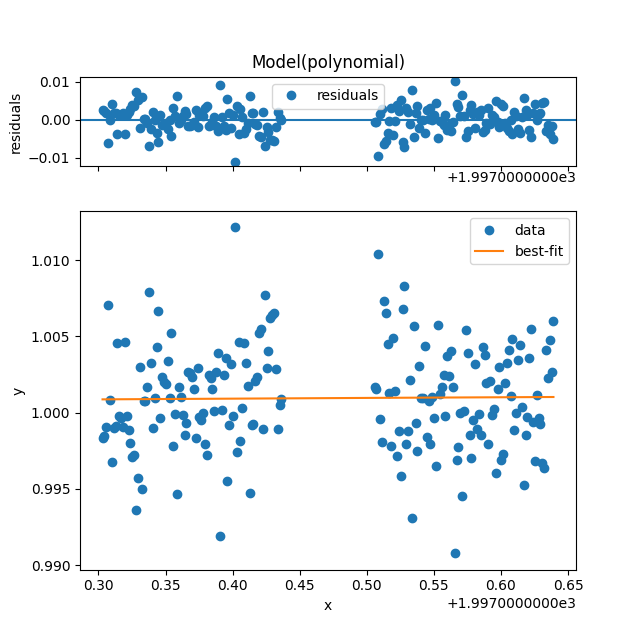 Model(polynomial)
residuals
0.01
0.00
−0.01
residuals
+1.9970000000e3
y
1.010
1.005
1.000
0.995
0.990
data
best-fit
0.30 0.35 0.40 0.45 0.50 0.55 0.60 0.65
x
+1.9970000000e3